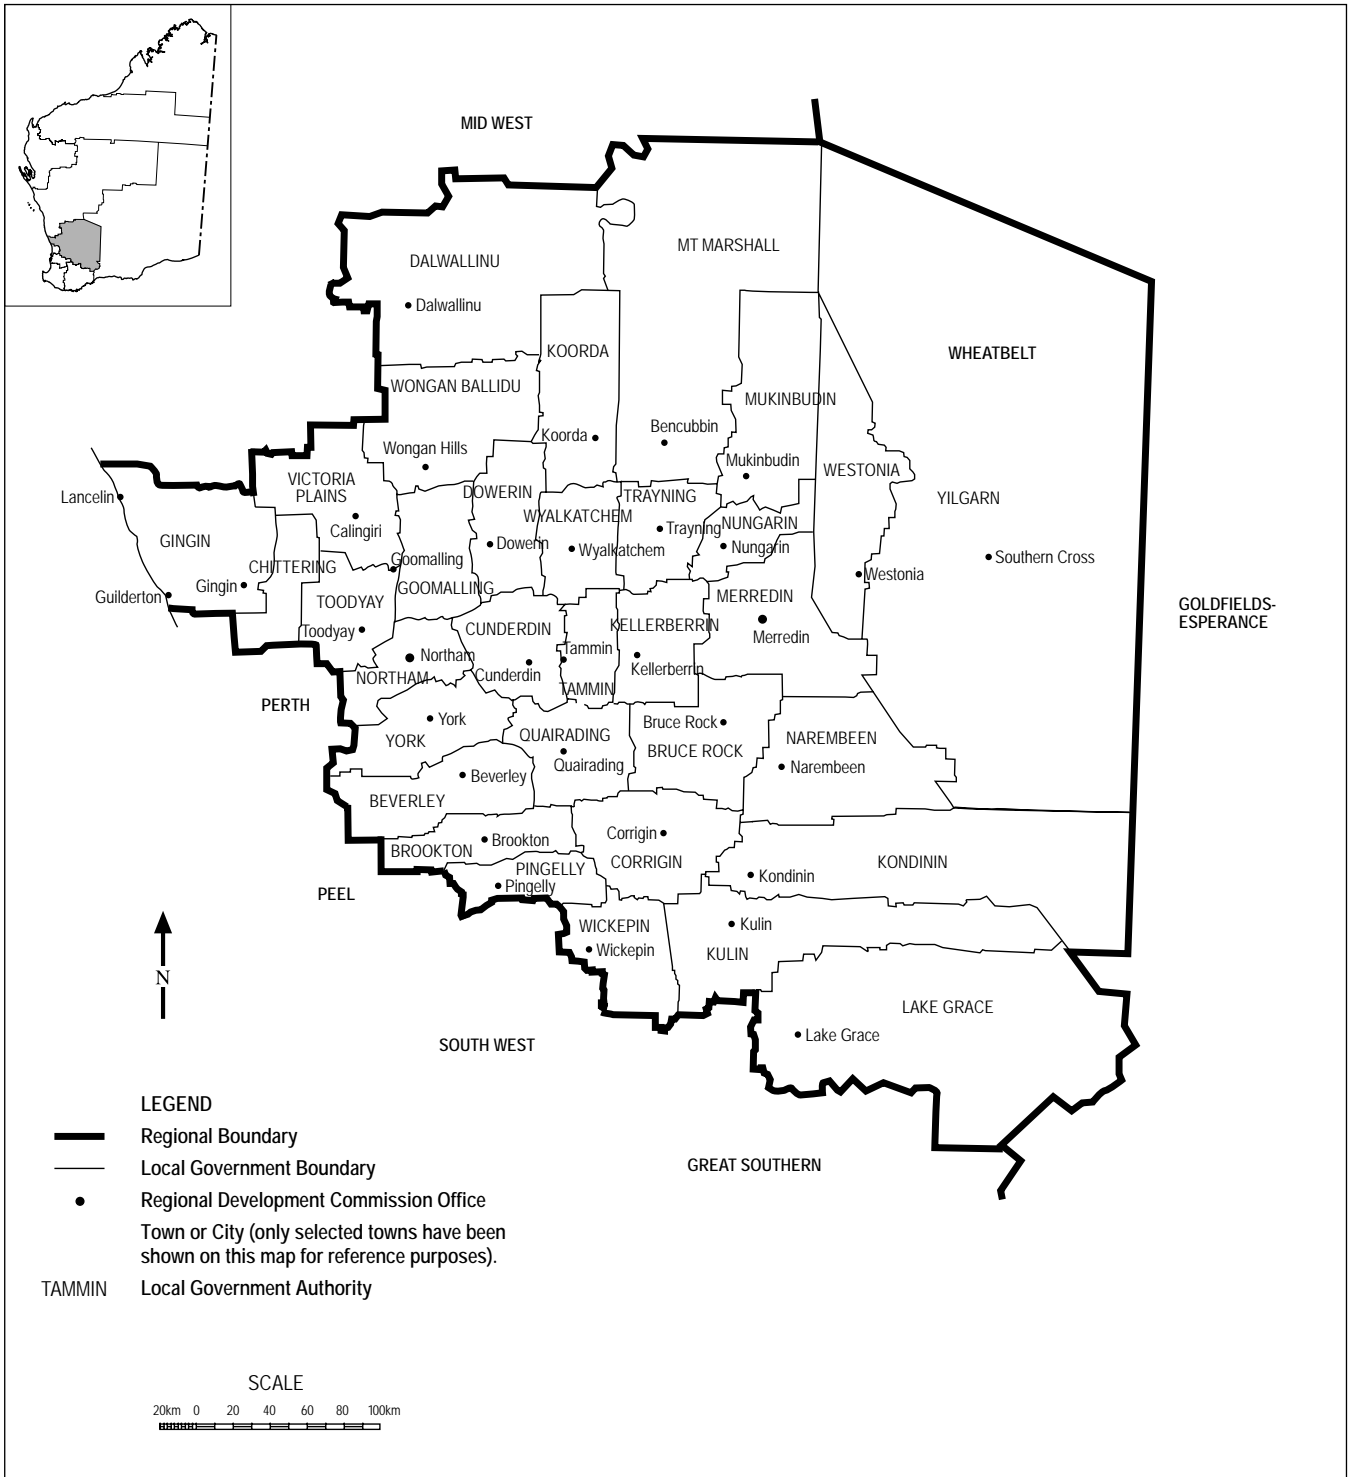 MID WEST
MT MARSHALL
DALWALLINU
Dalwallinu
KOORDA
WHEATBELT
WONGAN BALLIDU
MUKINBUDIN
Bencubbin
Koorda
Wongan Hills
Mukinbudin
WESTONIA
VICTORIA
PLAINS
DOWERIN
TRAYNING
YILGARN
Lancelin
WYALKATCHEM
NUNGARIN
Calingiri
Trayning
GINGIN
Dowerin
Wyalkatchem
Nungarin
Southern Cross
Goomalling
CHITTERING
Westonia
Gingin
GOOMALLING
Guilderton
TOODYAY
MERREDIN
GOLDFIELDS-
ESPERANCE
Toodyay
CUNDERDIN
KELLERBERRIN
Merredin
Tammin
Northam
Kellerberrin
Cunderdin
NORTHAM
TAMMIN
PERTH
York
Bruce Rock
YORK
QUAIRADING
NAREMBEEN
BRUCE ROCK
Quairading
Narembeen
Beverley
BEVERLEY
Corrigin
Brookton
BROOKTON
CORRIGIN
KONDININ
PINGELLY
Kondinin
Pingelly
PEEL
WICKEPIN
Kulin
Wickepin
KULIN
N
LAKE GRACE
Lake Grace
SOUTH WEST
GREAT SOUTHERN
LEGEND
Regional Boundary
Local Government Boundary
Regional Development Commission Office
Town or City (only selected towns have been
shown on this map for reference purposes).
TAMMIN Local Government Authority
SCALE
20km 0 20 40 60 80 100km